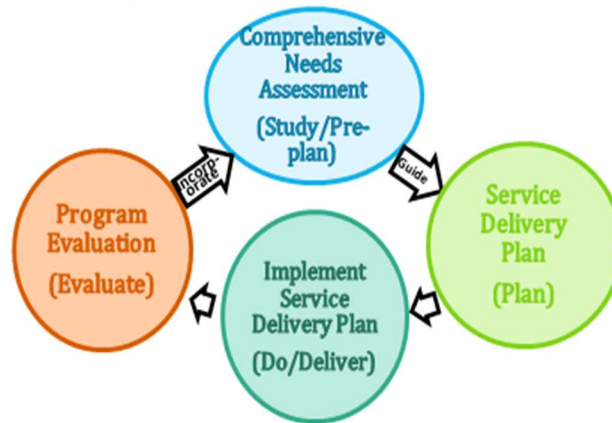 Comprehensive
Needs
Assessment
(Study/Pre-
plan)
Guide
Service
Delivery
Plan
(Plan)
Implement
Service
Delivery Plan
(Do/Deliver)
Program
Evaluation
(Evaluate)
ncorp-
orate